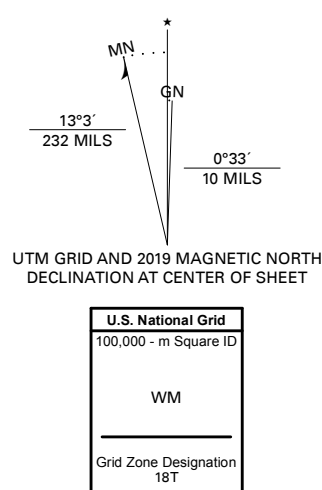 ★
MN
GN
13°3´
232 MILS
0°33´
10 MILS
UTM GRID AND 2019 MAGNETIC NORTH
DECLINATION AT CENTER OF SHEET
U.S. National Grid
100,000 - m Square ID
WM
Grid Zone Designation
18T